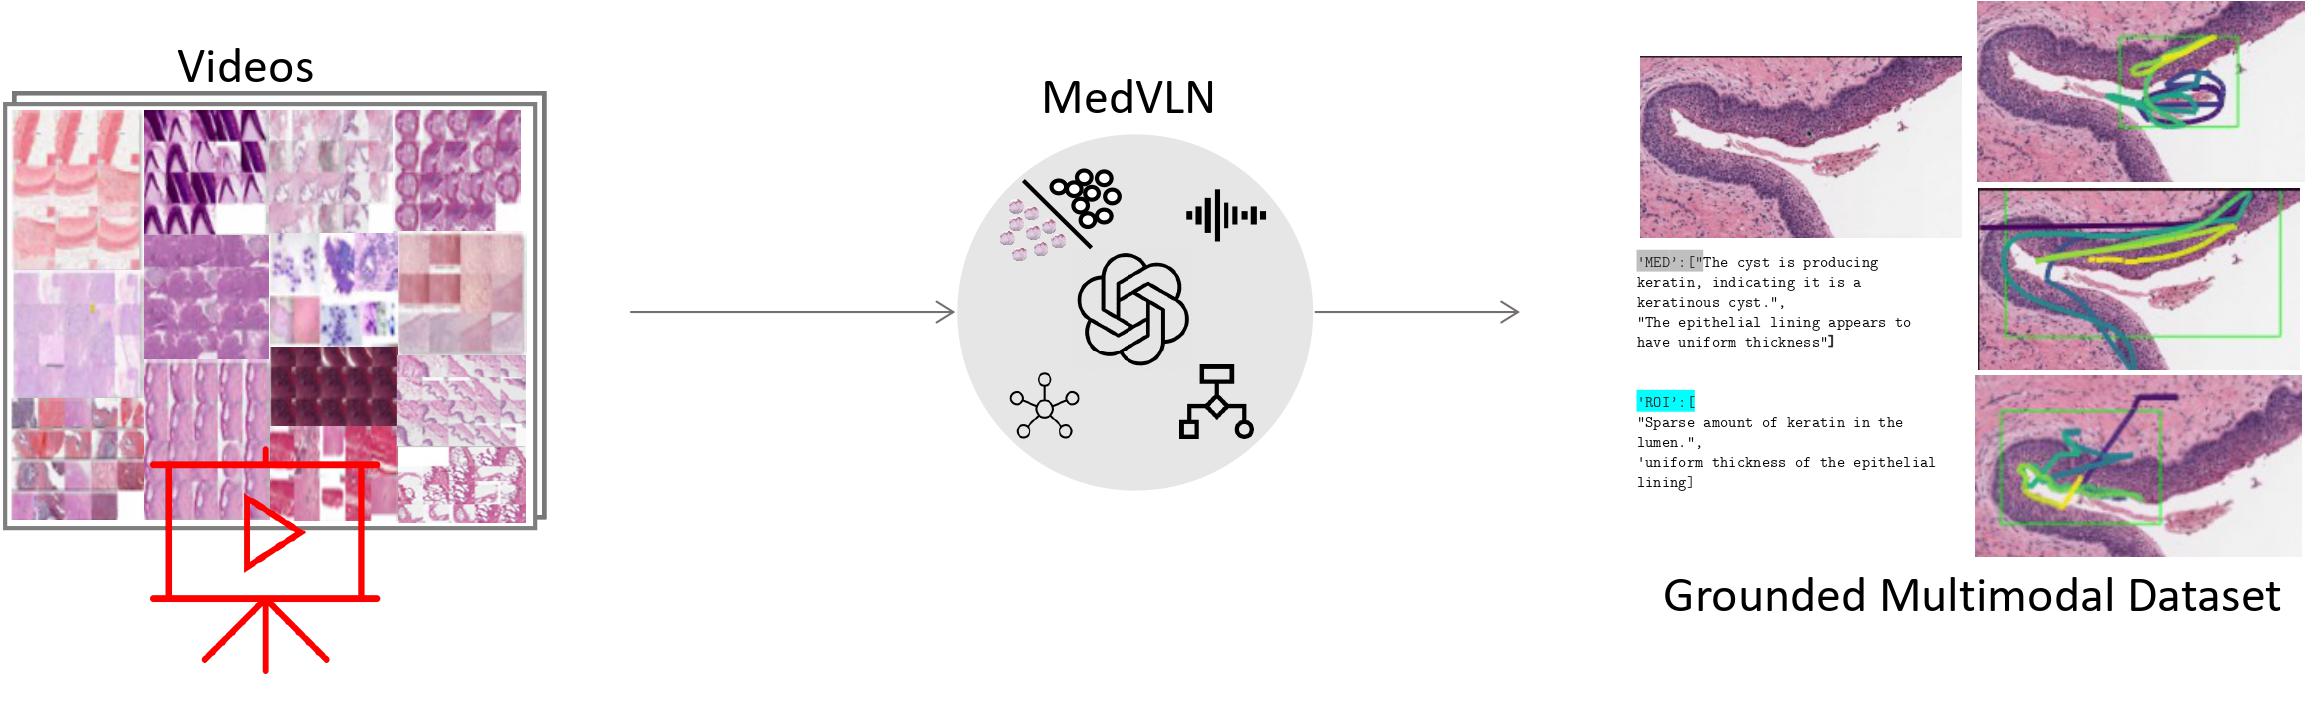 Videos
MedVLN
'MED':["The cyst is producing
keratin, indicating it is a
keratinous cyst.",
"The epithelial lining appears to
have uniform thickness"]
'ROI':[
"Sparse amount of keratin in the
lumen.",
'uniform thickness of the epithelial
lining]
Grounded Multimodal Dataset